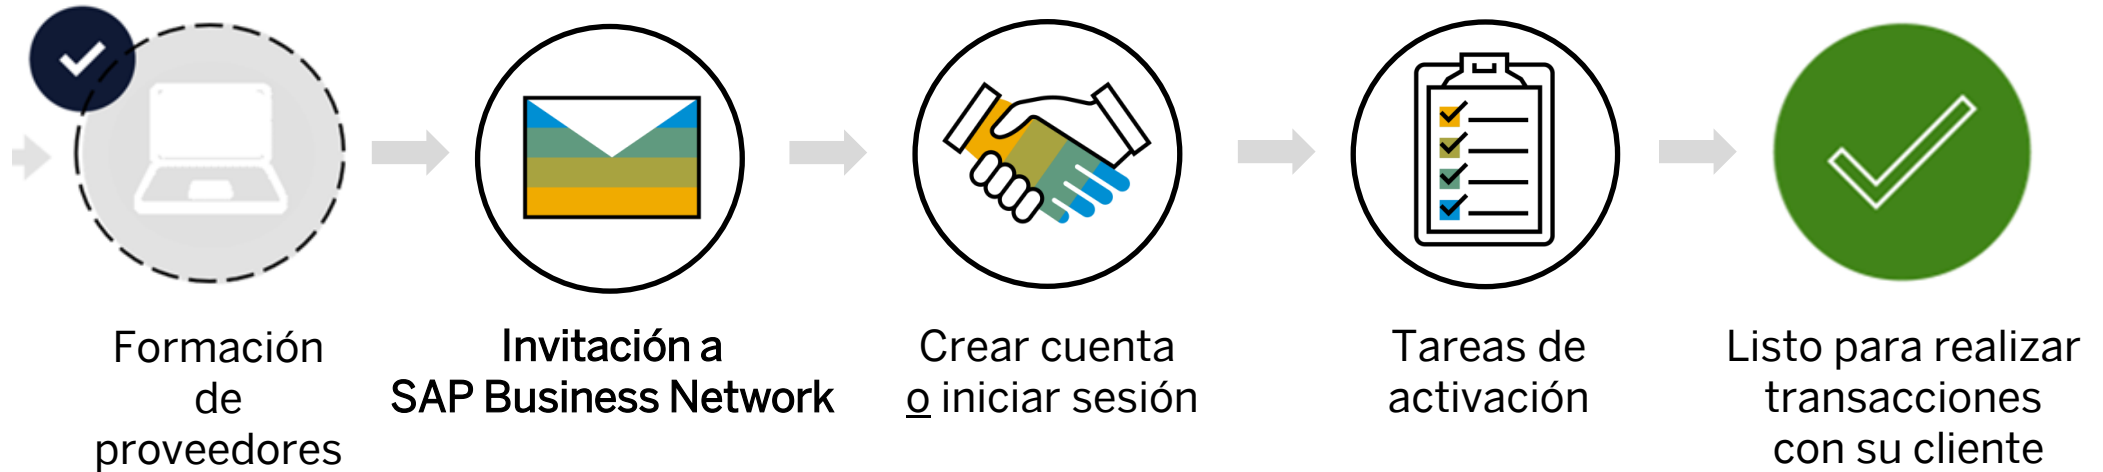 Formación
de
proveedores
Invitación a
SAP Business Network
Crear cuenta
o iniciar sesión
Tareas de
activación
Listo para realizar
transacciones
con su cliente